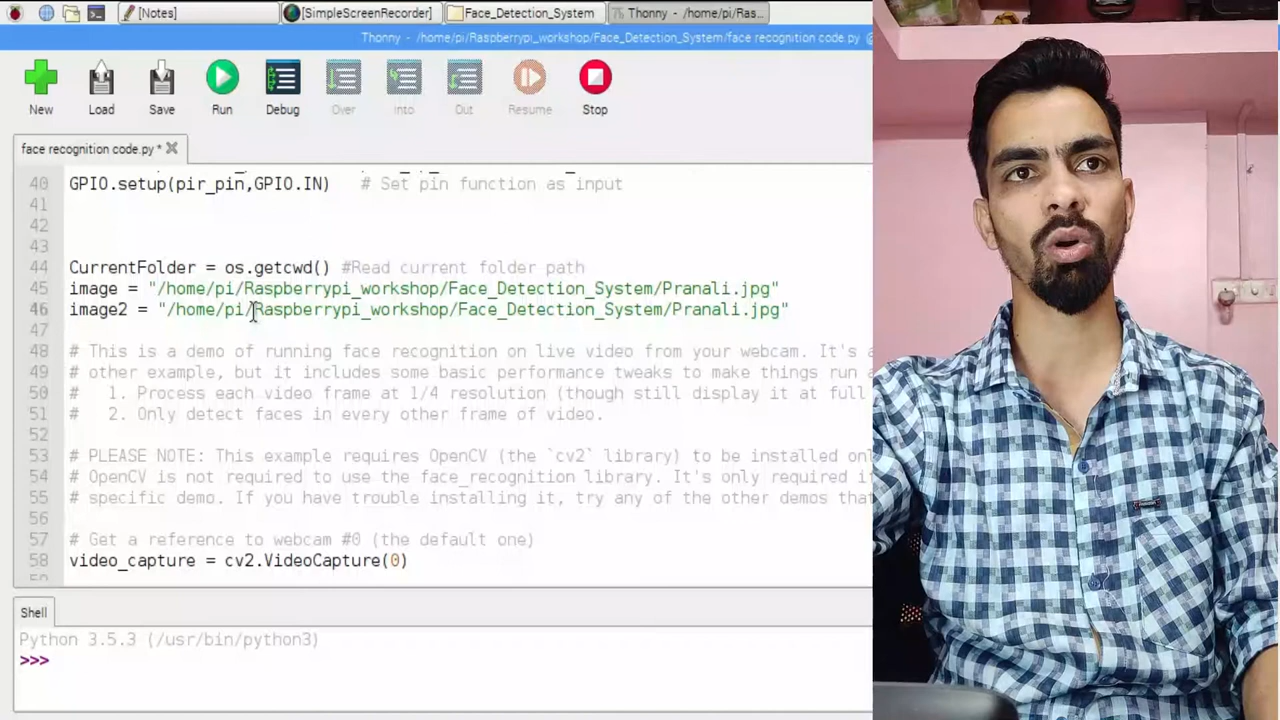 [Notes] [SimpleScreenRecorder] Face_Detection_System Thonny - /home/pi/Ras...
Thonny - /home/pi/Raspberrypi_workshop/Face_Detection_System/face recognition code.py @
New Load Save Run Debug Over Into Out Resume Stop
face recognition code.py *
40 GPIO.setup(pir_pin,GPIO.IN) # Set pin function as input
41
42
43
44 CurrentFolder = os.getcwd() #Read current folder path
45 image = "/home/pi/Raspberrypi_workshop/Face_Detection_System/Pranali.jpg"
46 image2 = "/home/pi/Raspberrypi_workshop/Face_Detection_System/Pranali.jpg"
47
48 # This is a demo of running face recognition on live video from your webcam. It's a
49 # other example, but it includes some basic performance tweaks to make things run a
50 # 1. Process each video frame at 1/4 resolution (though still display it at full
51 # 2. Only detect faces in every other frame of video.
52
53 # PLEASE NOTE: This example requires OpenCV (the `cv2` library) to be installed onl
54 # OpenCV is not required to use the face_recognition library. It's only required if
55 # specific demo. If you have trouble installing it, try any of the other demos that
56
57 # Get a reference to webcam #0 (the default one)
58 video_capture = cv2.VideoCapture(0)
Shell
Python 3.5.3 (/usr/bin/python3)
>>>